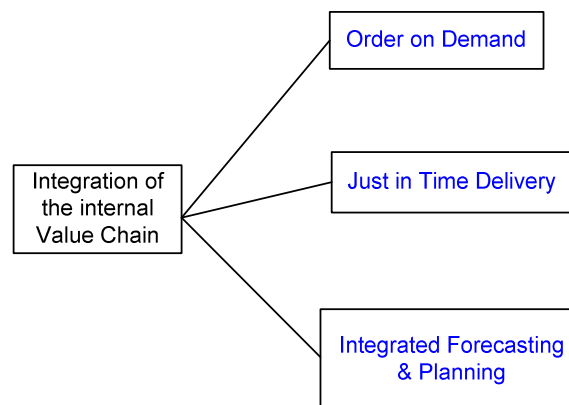 Order on Demand
Integration of
the internal
Value Chain
Just in Time Delivery
Integrated Forecasting
& Planning